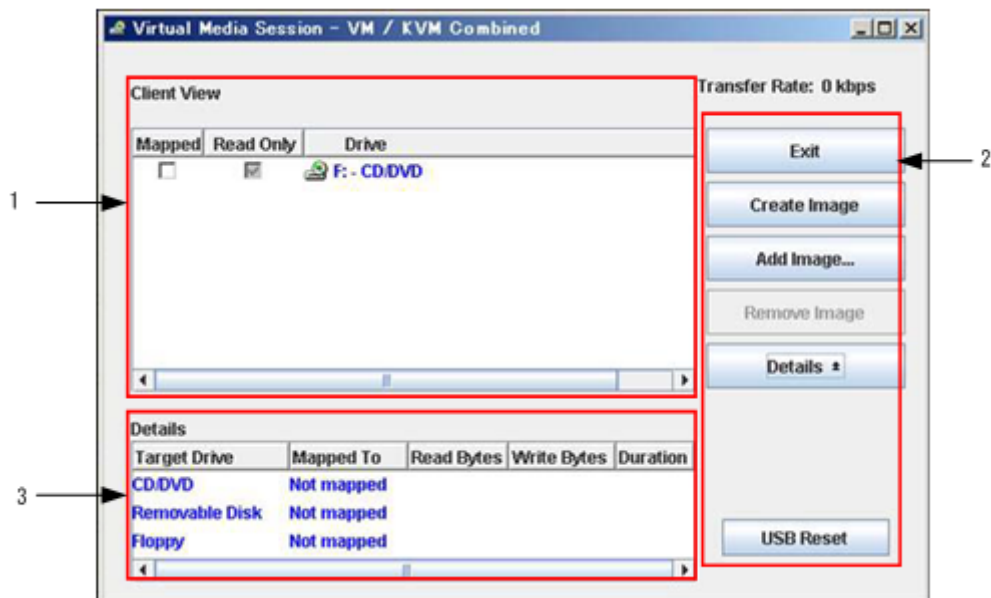 Virtual Media Session - VM / KVM Combined
Client View
Transfer Rate: 0 kbps
Mapped Read Only Drive
F: - CD/DVD
Exit
Create Image
Add Image...
Remove Image
Details
USB Reset
Details
Target Drive Mapped To Read Bytes Write Bytes Duration
CD/DVD Not mapped
Removable Disk Not mapped
Floppy Not mapped
1
2
3